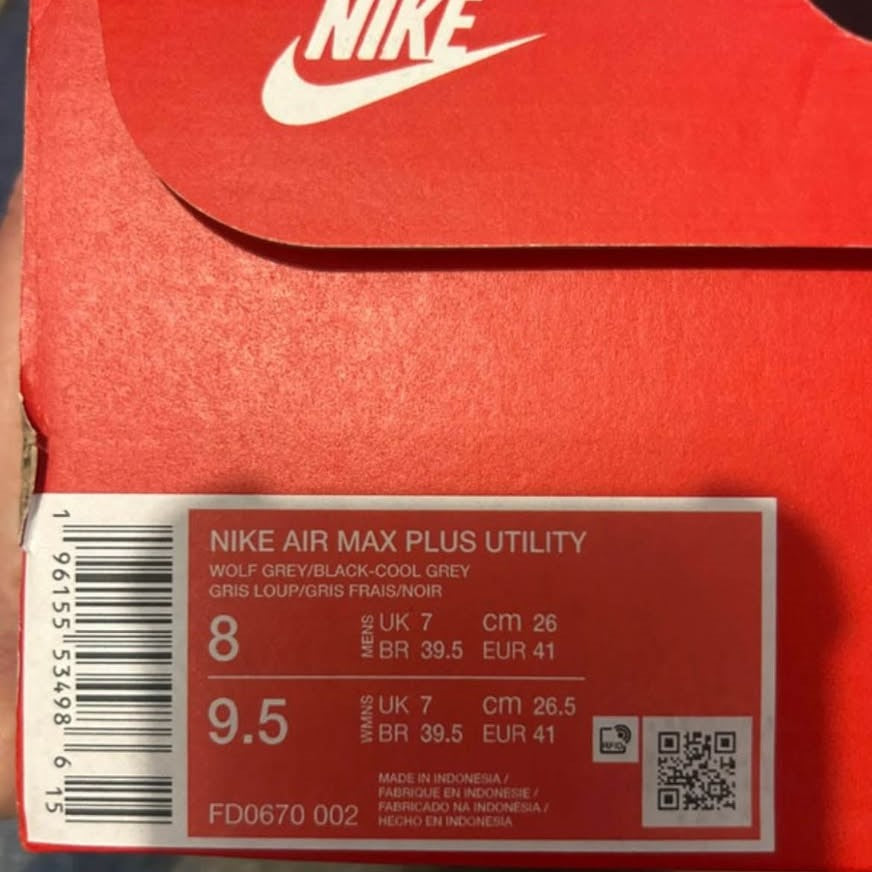 NIKE
1 96155 53498 6 15
NIKE AIR MAX PLUS UTILITY
WOLF GREY/BLACK-COOL GREY
GRIS LOUP/GRIS FRAIS/NOIR
8
MENS
UK 7 cm 26
BR 39.5 EUR 41
9.5
WMNS
UK 7 cm 26.5
BR 39.5 EUR 41
RFID
FD0670 002
MADE IN INDONESIA /
FABRIQUE EN INDONESIE /
FABRICADO NA INDONÉSIA /
HECHO EN INDONESIA